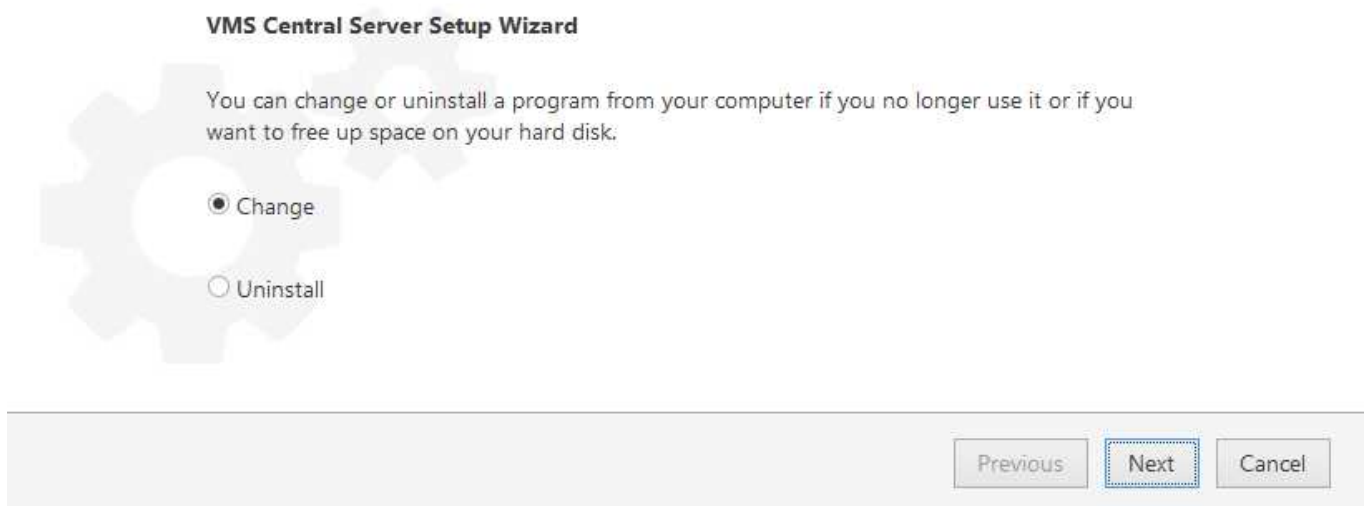 VMS Central Server Setup Wizard
You can change or uninstall a program from your computer if you no longer use it or if you
want to free up space on your hard disk.
Change
Uninstall
Previous
Next
Cancel